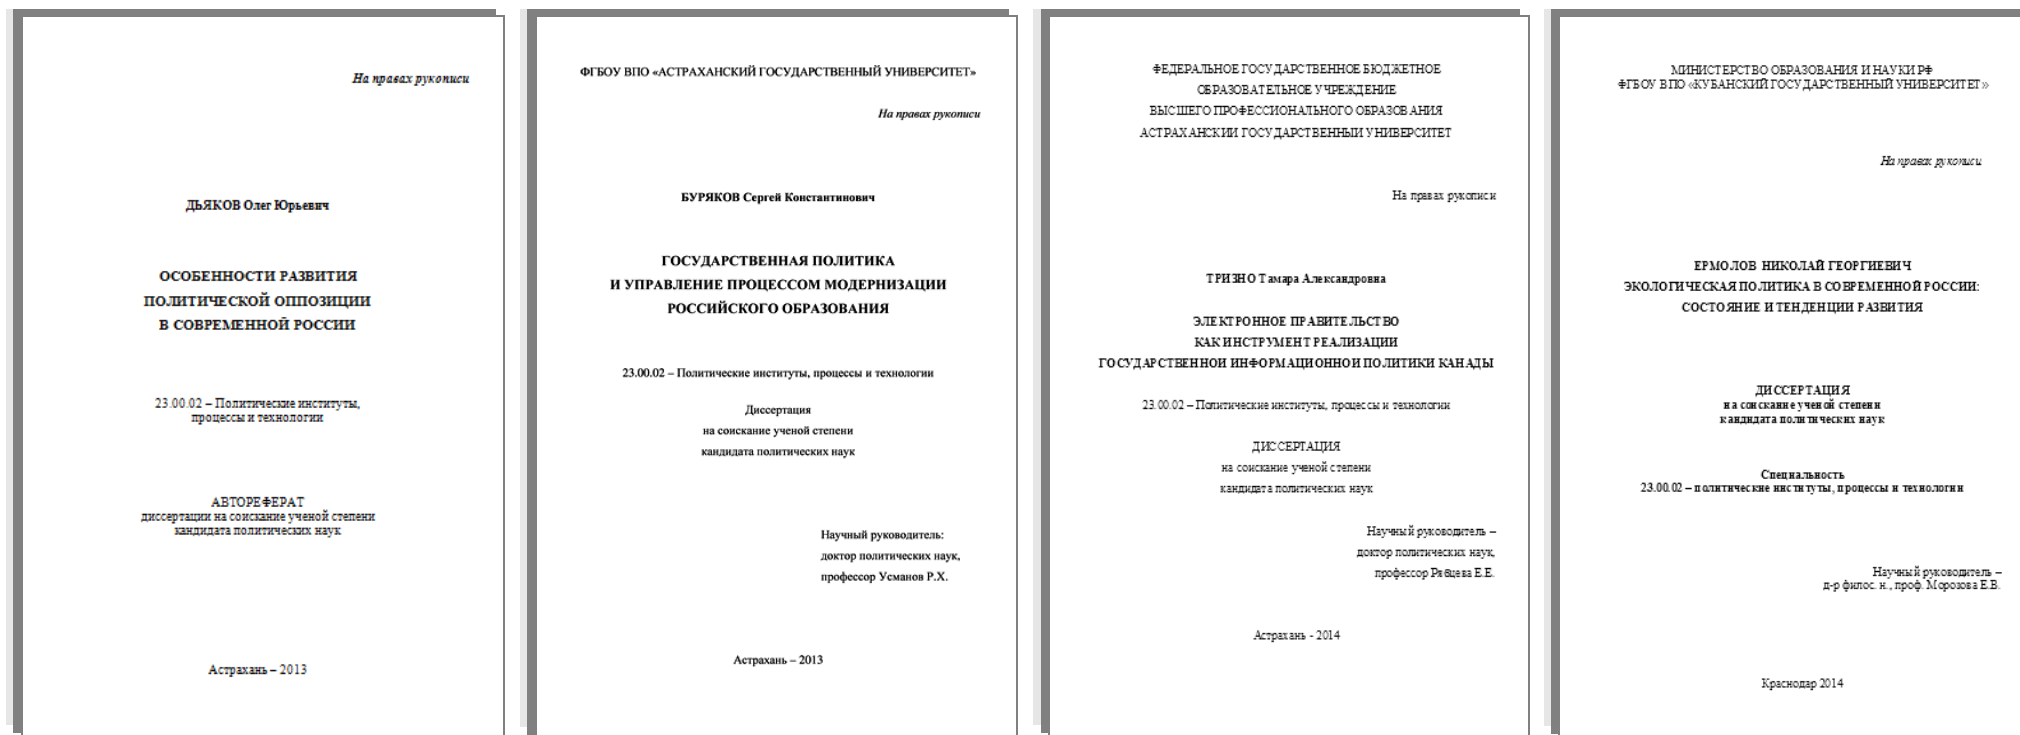 На правах рукописи
ДЬЯКОВ Олег Юрьевич
ОСОБЕННОСТИ РАЗВИТИЯ
ПОЛИТИЧЕСКОЙ ОППОЗИЦИИ
В СОВРЕМЕННОЙ РОССИИ
23.00.02 – Политические институты,
процессы и технологии
АВТОРЕФЕРАТ
диссертации на соискание ученой степени
кандидата политических наук
Астрахань – 2013
ФГБОУ ВПО «АСТРАХАНСКИЙ ГОСУДАРСТВЕННЫЙ УНИВЕРСИТЕТ»
На правах рукописи
БУРЯКОВ Сергей Константинович
ГОСУДАРСТВЕННАЯ ПОЛИТИКА
И УПРАВЛЕНИЕ ПРОЦЕССОМ МОДЕРНИЗАЦИИ
РОССИЙСКОГО ОБРАЗОВАНИЯ
23.00.02 – Политические институты, процессы и технологии
Диссертация
на соискание ученой степени
кандидата политических наук
Научный руководитель:
доктор политических наук,
профессор Усманов Р.Х.
Астрахань – 2013
ФЕДЕРАЛЬНОЕ ГОСУДАРСТВЕННОЕ БЮДЖЕТНОЕ
ОБРАЗОВАТЕЛЬНОЕ УЧРЕЖДЕНИЕ
ВЫСШЕГО ПРОФЕССИОНАЛЬНОГО ОБРАЗОВАНИЯ
АСТРАХАНСКИЙ ГОСУДАРСТВЕННЫЙ УНИВЕРСИТЕТ
На правах рукописи
ТРИЗНО Тамара Александровна
ЭЛЕКТРОННОЕ ПРАВИТЕЛЬСТВО
КАК ИНСТРУМЕНТ РЕАЛИЗАЦИИ
ГОСУДАРСТВЕННОЙ ИНФОРМАЦИОННОЙ ПОЛИТИКИ КАНАДЫ
23.00.02 – Политические институты, процессы и технологии
ДИССЕРТАЦИЯ
на соискание ученой степени
кандидата политических наук
Научный руководитель –
доктор политических наук,
профессор Рябцева Е.Е.
Астрахань - 2014
МИНИСТЕРСТВО ОБРАЗОВАНИЯ И НАУКИ РФ
ФГБОУ ВПО «КУБАНСКИЙ ГОСУДАРСТВЕННЫЙ УНИВЕРСИТЕТ»
На правах рукописи
ЕРМОЛОВ НИКОЛАЙ ГЕОРГИЕВИЧ
ЭКОЛОГИЧЕСКАЯ ПОЛИТИКА В СОВРЕМЕННОЙ РОССИИ:
СОСТОЯНИЕ И ТЕНДЕНЦИИ РАЗВИТИЯ
ДИССЕРТАЦИЯ
на соискание ученой степени
кандидата политических наук
Специальность
23.00.02 – политические институты, процессы и технологии
Научный руководитель –
д-р филос. н., проф. Морозова Е.В.
Краснодар 2014